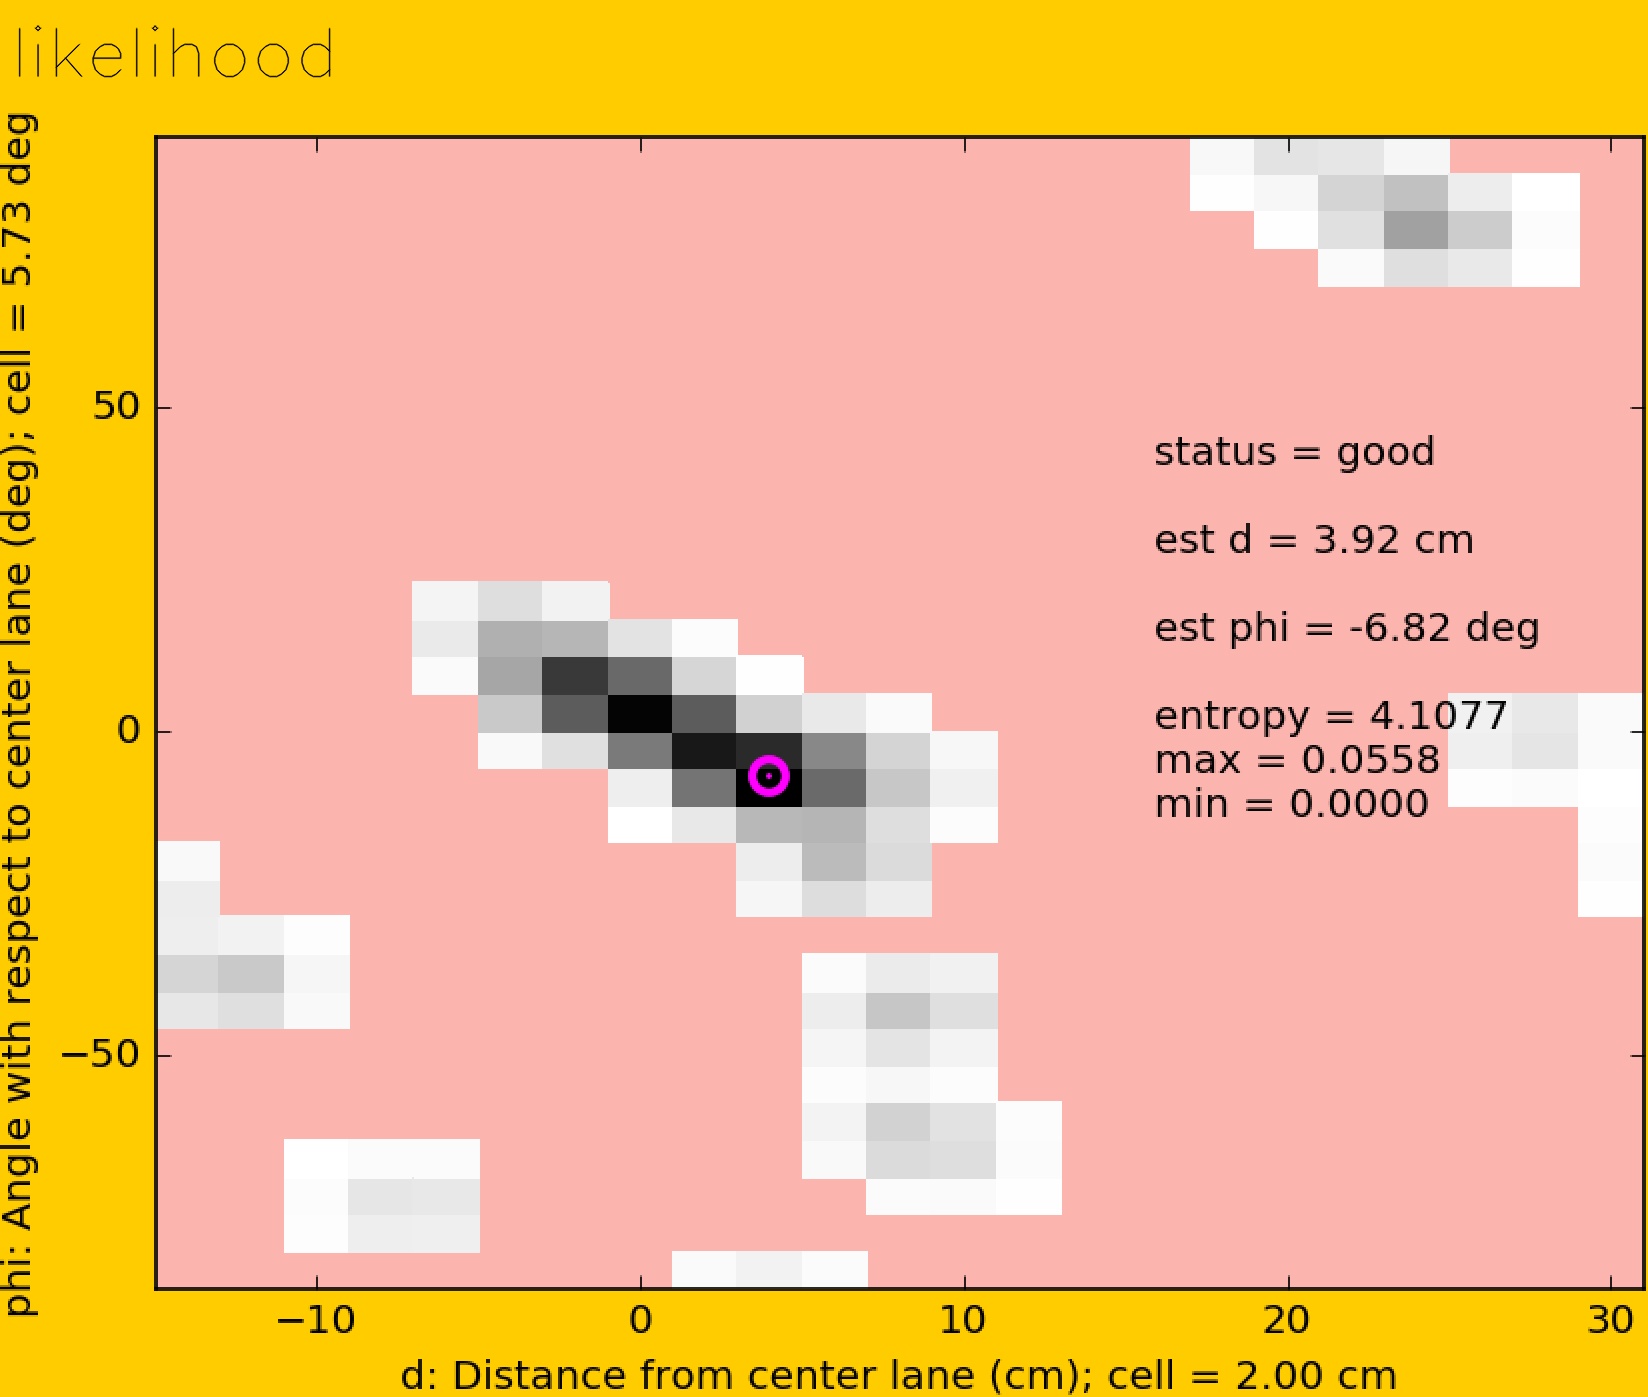 likelihood
phi: Angle with respect to center lane (deg); cell = 5.73 deg
50
0
−50
status = good
est d = 3.92 cm
est phi = -6.82 deg
entropy = 4.1077
max = 0.0558
min = 0.0000
−10 0 10 20 30
d: Distance from center lane (cm); cell = 2.00 cm